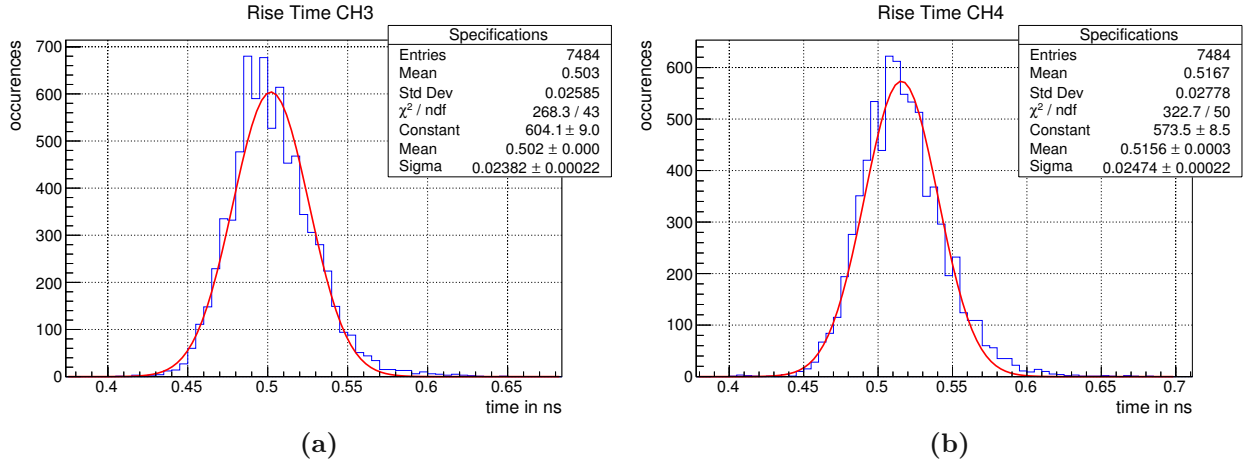 Rise Time CH3
occurences
700
600
500
400
300
200
100
0
0.4 0.45 0.5 0.55 0.6 0.65
time in ns
Specifications
Entries 7484
Mean 0.503
Std Dev 0.02585
χ² / ndf 268.3 / 43
Constant 604.1 ± 9.0
Mean 0.502 ± 0.000
Sigma 0.02382 ± 0.00022
(a)
Rise Time CH4
occurences
600
500
400
300
200
100
0
0.4 0.45 0.5 0.55 0.6 0.65 0.7
time in ns
Specifications
Entries 7484
Mean 0.5167
Std Dev 0.02778
χ² / ndf 322.7 / 50
Constant 573.5 ± 8.5
Mean 0.5156 ± 0.0003
Sigma 0.02474 ± 0.00022
(b)